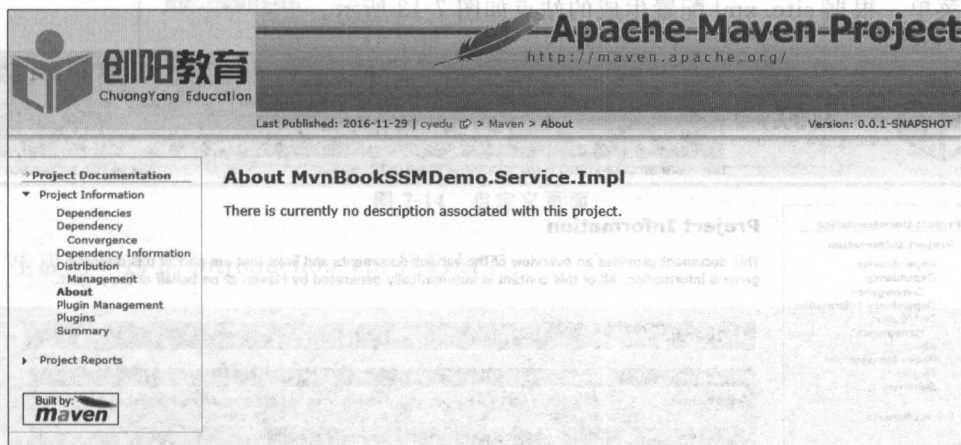 创阳教育
ChuangYang Education
Apache Maven Project
http://maven.apache.org/
Last Published: 2016-11-29 | cyedu > Maven > About
Version: 0.0.1-SNAPSHOT
Project Documentation
Project Information
Dependencies
Dependency
Convergence
Dependency Information
Distribution
Management
About
Plugin Management
Plugins
Summary
Project Reports
Built by:
maven
About MvnBookSSMDemo.Service.Impl
There is currently no description associated with this project.